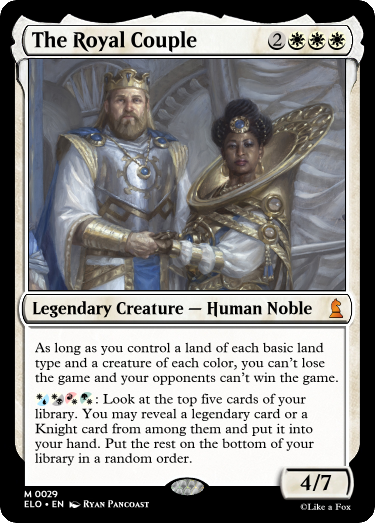 The Royal Couple 2
Legendary Creature — Human Noble
As long as you control a land of each basic land
type and a creature of each color, you can't lose
the game and your opponents can't win the game.
: Look at the top five cards of your
library. You may reveal a legendary card or a
Knight card from among them and put it into
your hand. Put the rest on the bottom of your
library in a random order.
4/7
M 0029
ELO • EN Ryan Pancoast
©Like a Fox